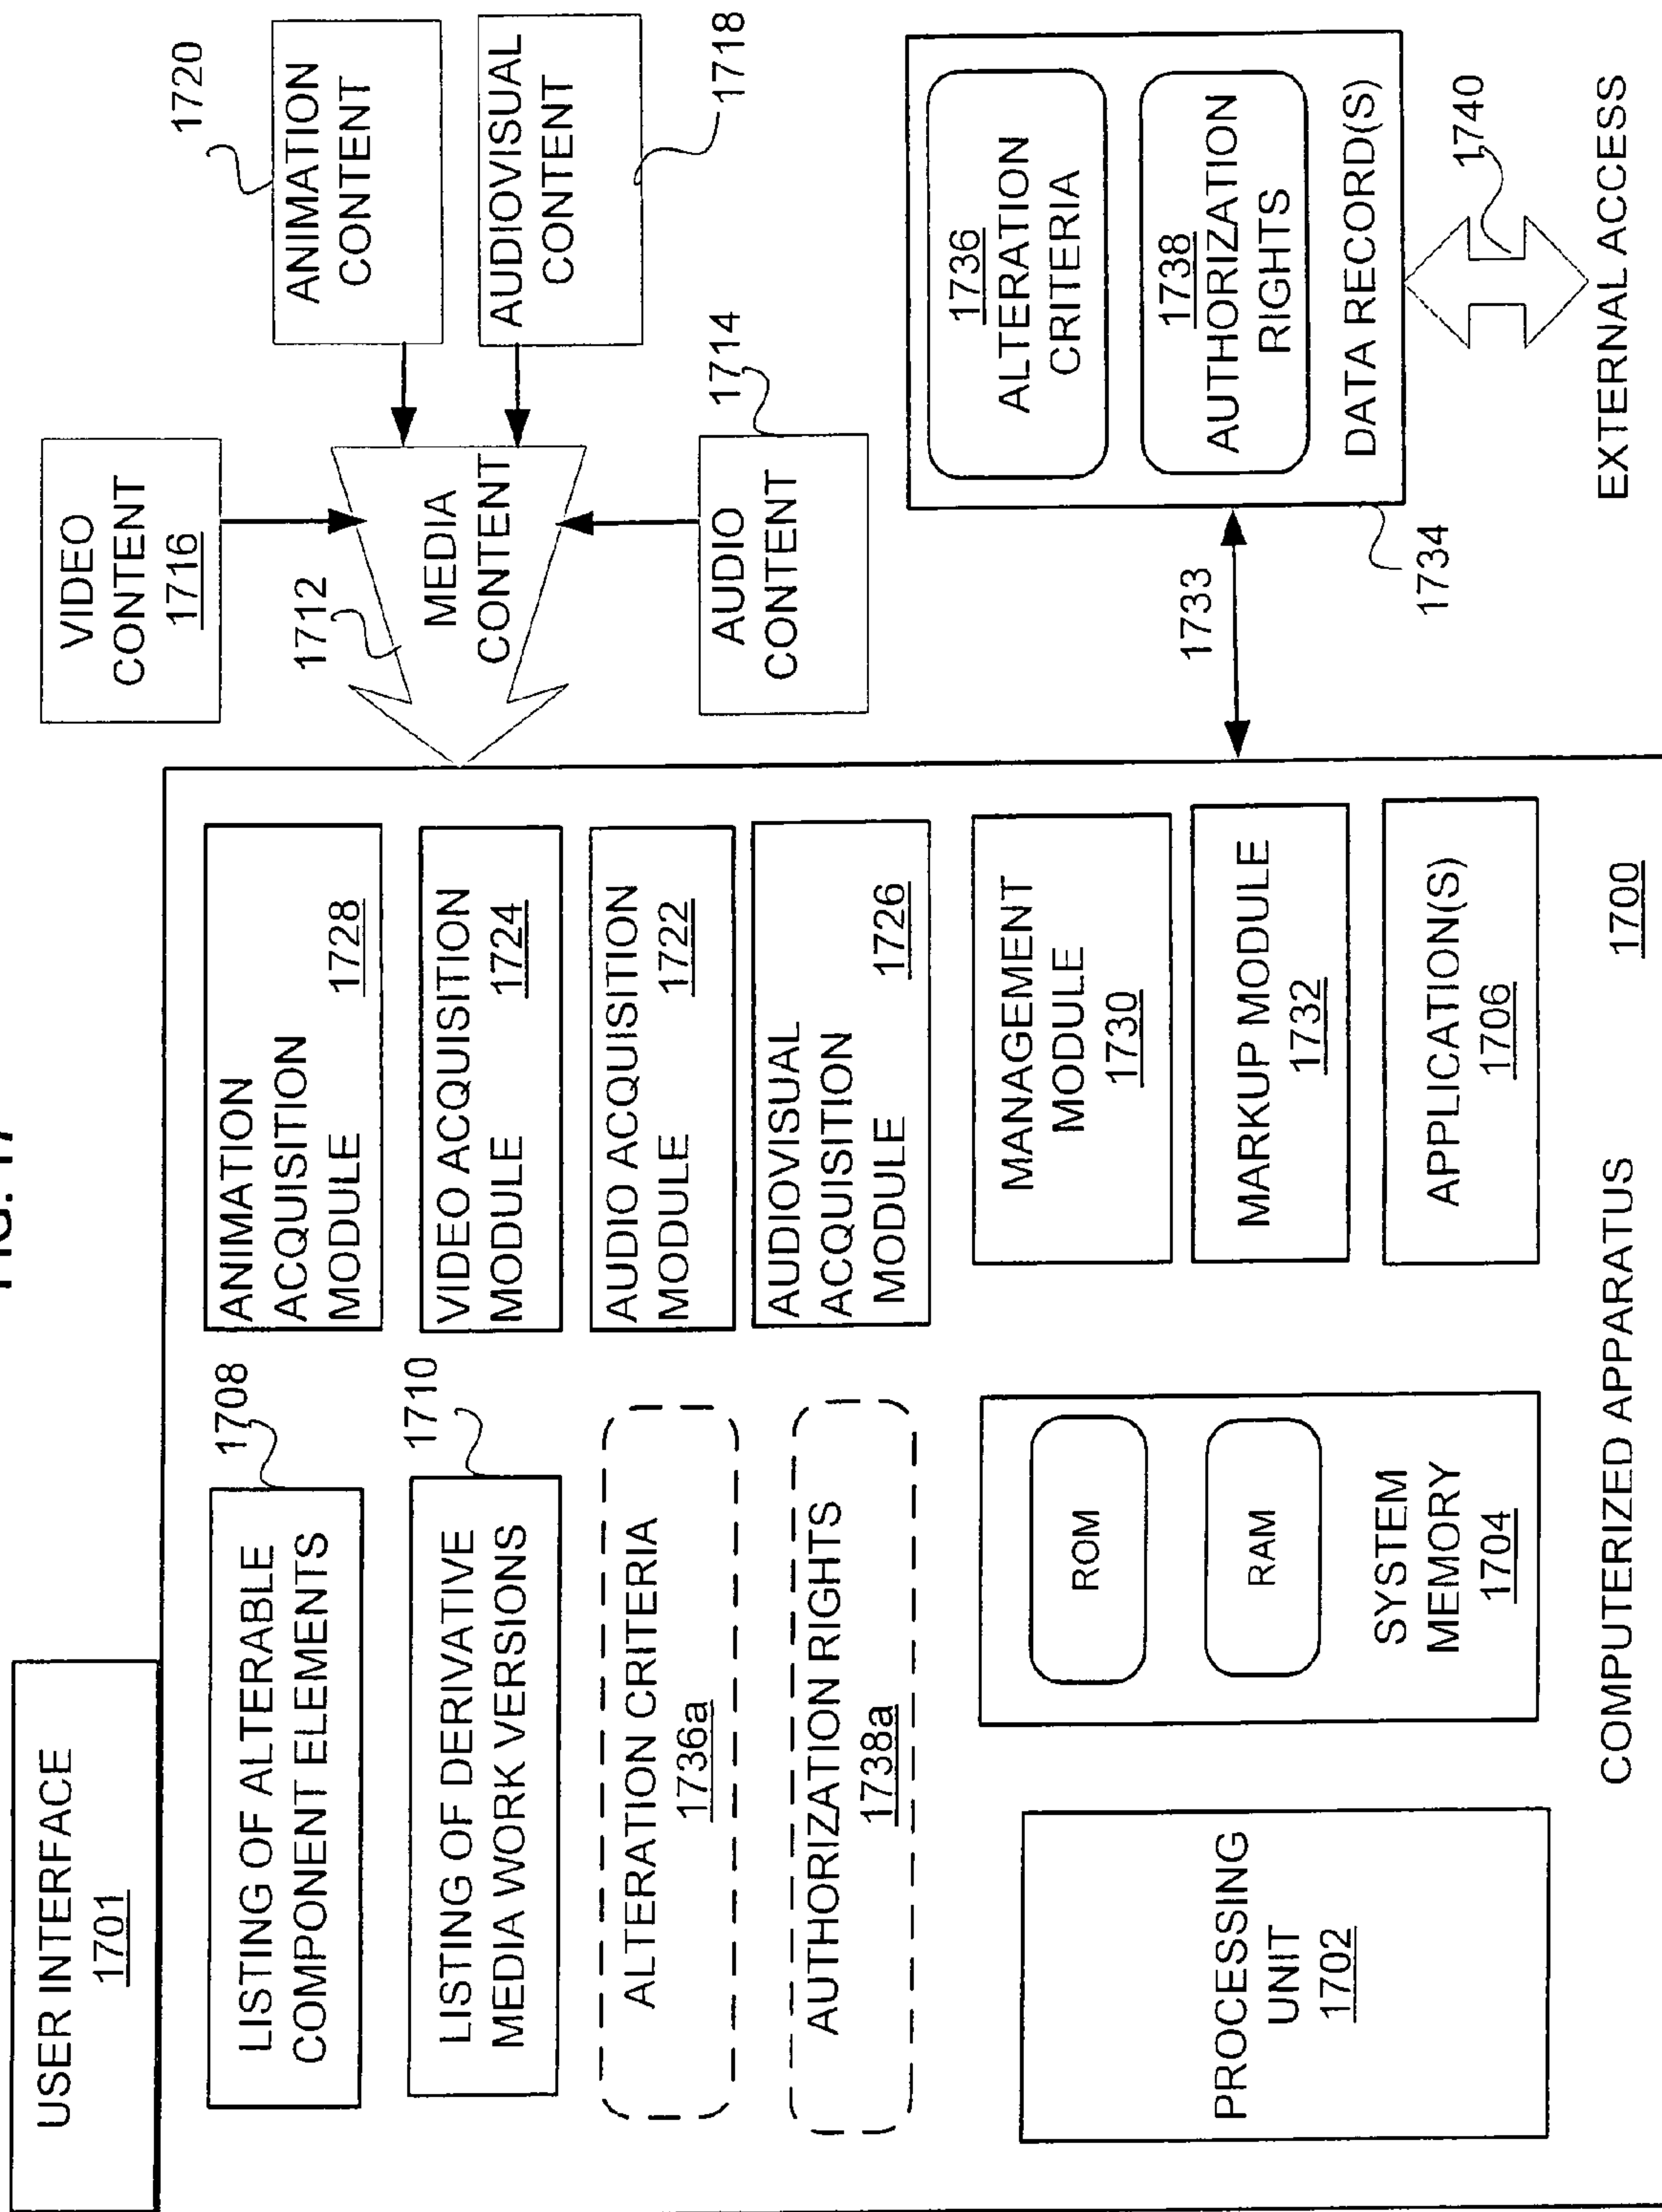 FIG. 17
USER INTERFACE
1701
LISTING OF ALTERABLE
COMPONENT ELEMENTS
1708
LISTING OF DERIVATIVE
MEDIA WORK VERSIONS
1710
ALTERATION CRITERIA
1736a
AUTHORIZATION RIGHTS
1738a
PROCESSING
UNIT
1702
ROM
RAM
SYSTEM
MEMORY
1704
ANIMATION
ACQUISITION
MODULE 1728
VIDEO ACQUISITION
MODULE 1724
AUDIO ACQUISITION
MODULE 1722
AUDIOVISUAL
ACQUISITION
MODULE 1726
MANAGEMENT
MODULE
1730
MARKUP MODULE
1732
APPLICATION(S)
1706
COMPUTERIZED APPARATUS 1700
VIDEO
CONTENT
1716
1712
MEDIA
CONTENT
AUDIO
CONTENT
1714
1720
ANIMATION
CONTENT
AUDIOVISUAL
CONTENT
1718
1733
1734
1736
ALTERATION
CRITERIA
1738
AUTHORIZATION
RIGHTS
DATA RECORD(S)
1740
EXTERNAL ACCESS